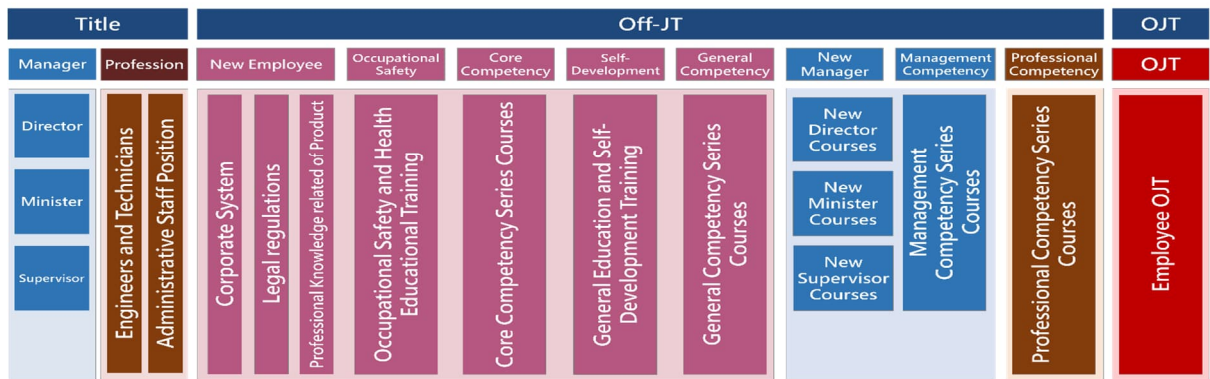 Title
Off-JT
OJT
Manager
Profession
New Employee
Occupational
Safety
Core
Competency
Self-
Development
General
Competency
New
Manager
Management
Competency
Professional
Competency
OJT
Director
Minister
Supervisor
Engineers and Technicians
Administrative Staff Position
Corporate System
Legal regulations
Professional Knowledge related of Product
Occupational Safety and Health
Educational Training
Core Competency Series Courses
General Education and Self-
Development Training
General Competency Series
Courses
New
Director
Courses
New
Minister
Courses
New
Supervisor
Courses
Management
Competency Series
Courses
Professional Competency Series
Courses
Employee OJT